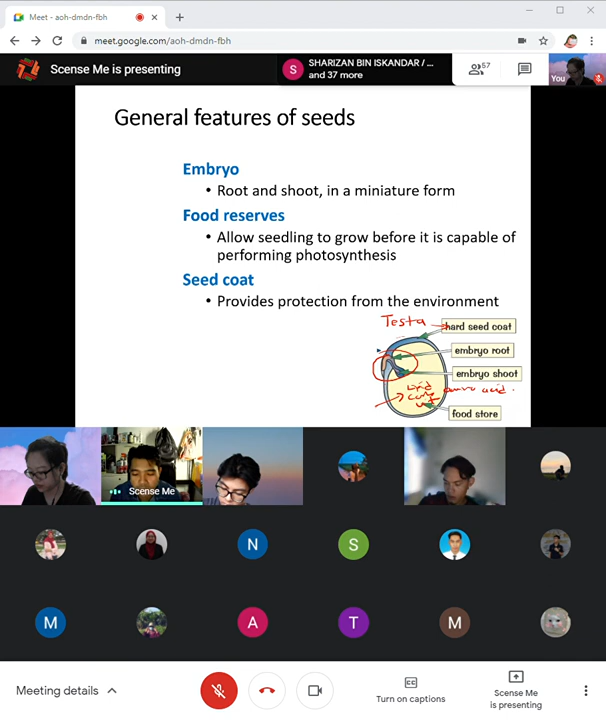 Meet - aoh-dmdn-fbh
meet.google.com/aoh-dmdn-fbh
Scense Me is presenting
S
SHARIZAN BIN ISKANDAR / ...
and 37 more
57
You
General features of seeds
Embryo
• Root and shoot, in a miniature form
Food reserves
• Allow seedling to grow before it is capable of
performing photosynthesis
Seed coat
• Provides protection from the environment
Testa
hard seed coat
embryo root
embryo shoot
acid.
food store
Scense Me
N
S
M
A
T
M
Meeting details
Turn on captions
Scense Me
is presenting